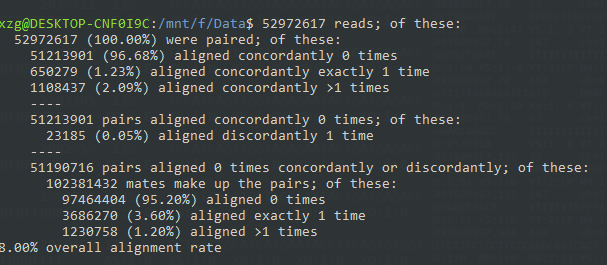 xzg@DESKTOP-CNF0I9C:/mnt/f/Data$ 52972617 reads; of these:
52972617 (100.00%) were paired; of these:
51213901 (96.68%) aligned concordantly 0 times
650279 (1.23%) aligned concordantly exactly 1 time
1108437 (2.09%) aligned concordantly >1 times
----
51213901 pairs aligned concordantly 0 times; of these:
23185 (0.05%) aligned discordantly 1 time
----
51190716 pairs aligned 0 times concordantly or discordantly; of these:
102381432 mates make up the pairs; of these:
97464404 (95.20%) aligned 0 times
3686270 (3.60%) aligned exactly 1 time
1230758 (1.20%) aligned >1 times
8.00% overall alignment rate